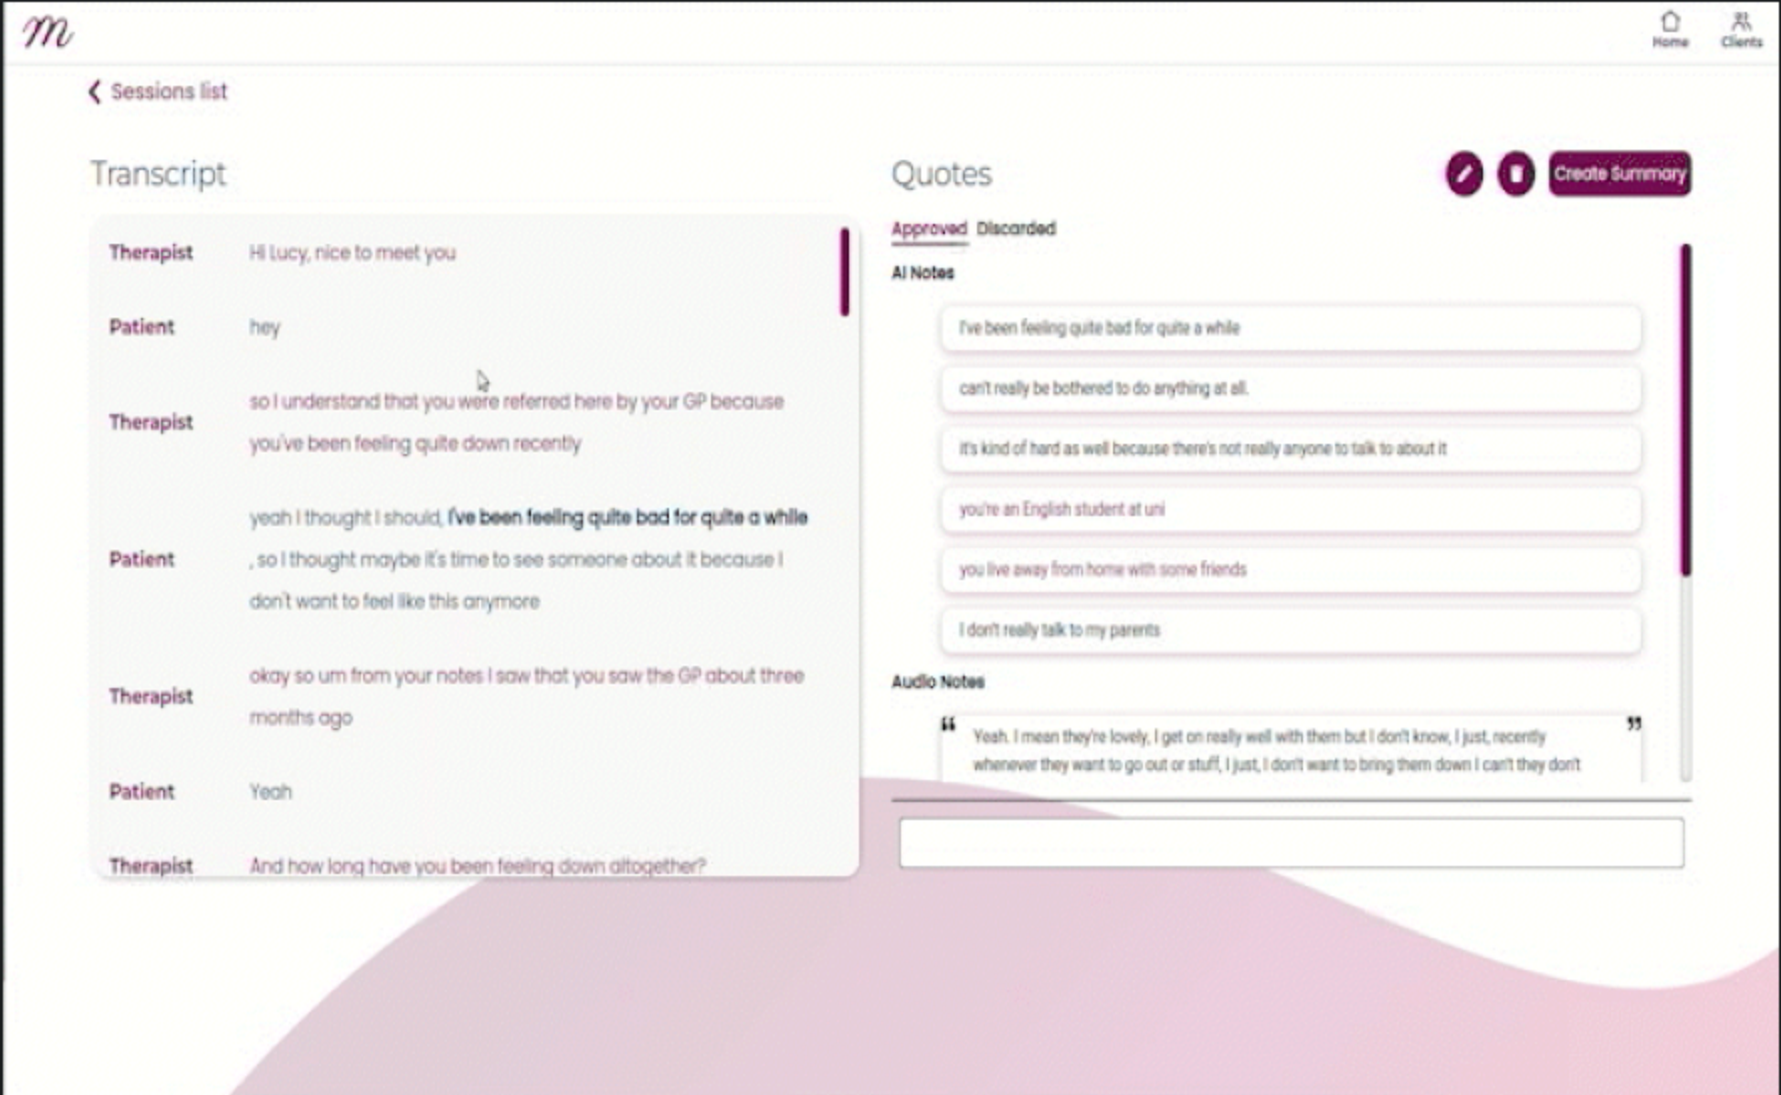 m
Home
Clients
Sessions list
Transcript
Therapist
Hi Lucy, nice to meet you
Patient
hey
Therapist
so I understand that you were referred here by your GP because
you've been feeling quite down recently
Patient
yeah I thought I should, I've been feeling quite bad for quite a while
, so I thought maybe it's time to see someone about it because I
don't want to feel like this anymore
Therapist
okay so um from your notes I saw that you saw the GP about three
months ago
Patient
Yeah
Therapist
And how long have you been feeling down altogether?
Quotes
Create Summary
Approved Discarded
AI Notes
I've been feeling quite bad for quite a while
can't really be bothered to do anything at all.
it's kind of hard as well because there's not really anyone to talk to about it
you're an English student at uni
you live away from home with some friends
I don't really talk to my parents
Audio Notes
“ Yeah. I mean they're lovely, I get on really well with them but I don't know, I just, recently ”
whenever they want to go out or stuff, I just, I don't want to bring them down I can't they don't